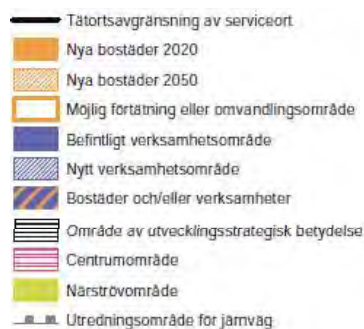 Tätortsavgränsning av serviceort
Nya bostäder 2020
Nya bostäder 2050
Möjlig förtätning eller omvandlingsområde
Befintligt verksamhetsområde
Nytt verksamhetsområde
Bostäder och/eller verksamheter
Område av utvecklingsstrategisk betydelse
Centrumområde
Närströvområde
Utredningsområde för järnväg